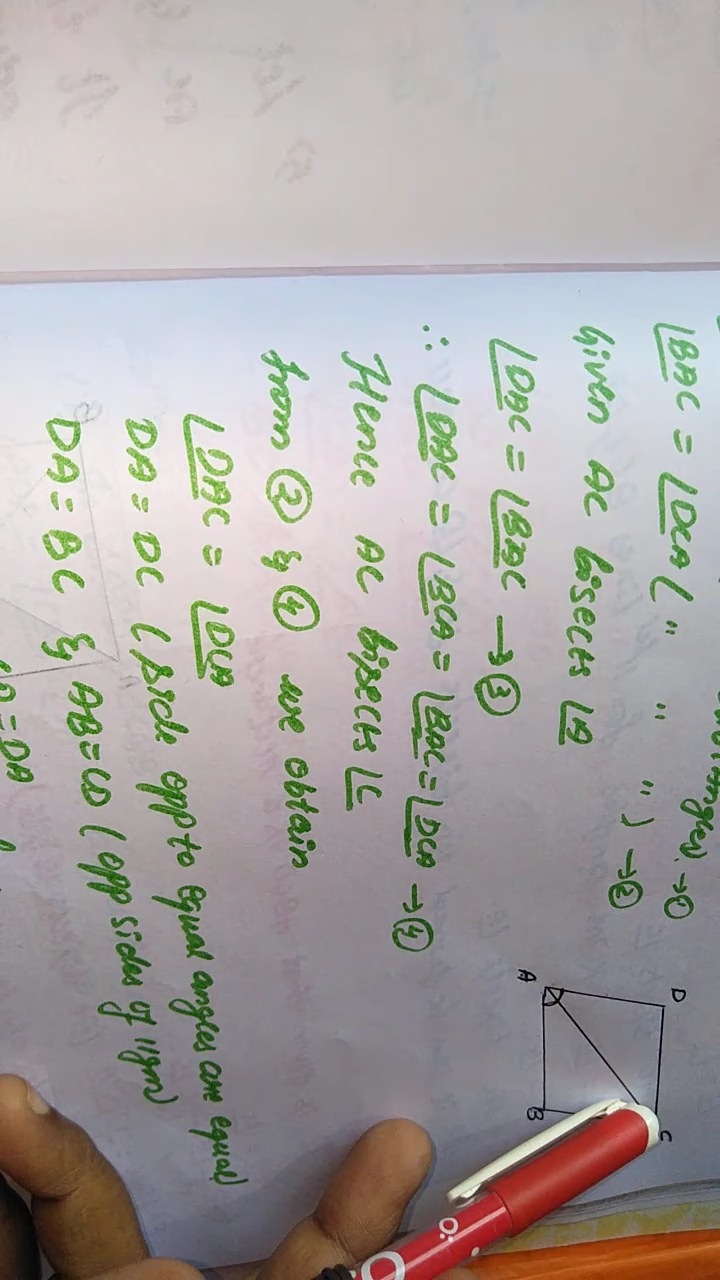 angles) → ①
∠BAC = ∠DCA ( " " " ) → ②
Given AC bisects ∠A
∠DAC = ∠BAC → ③
∴ ∠DAC = ∠BCA = ∠BAC = ∠DCA → ④
Hence AC bisects ∠C
from ② & ④ we obtain
∠DAC = ∠DCA
DA = DC (side opp to equal angles are equal)
DA = BC & AB = CD (opp sides of llgm)
= DA
D
C
A
B